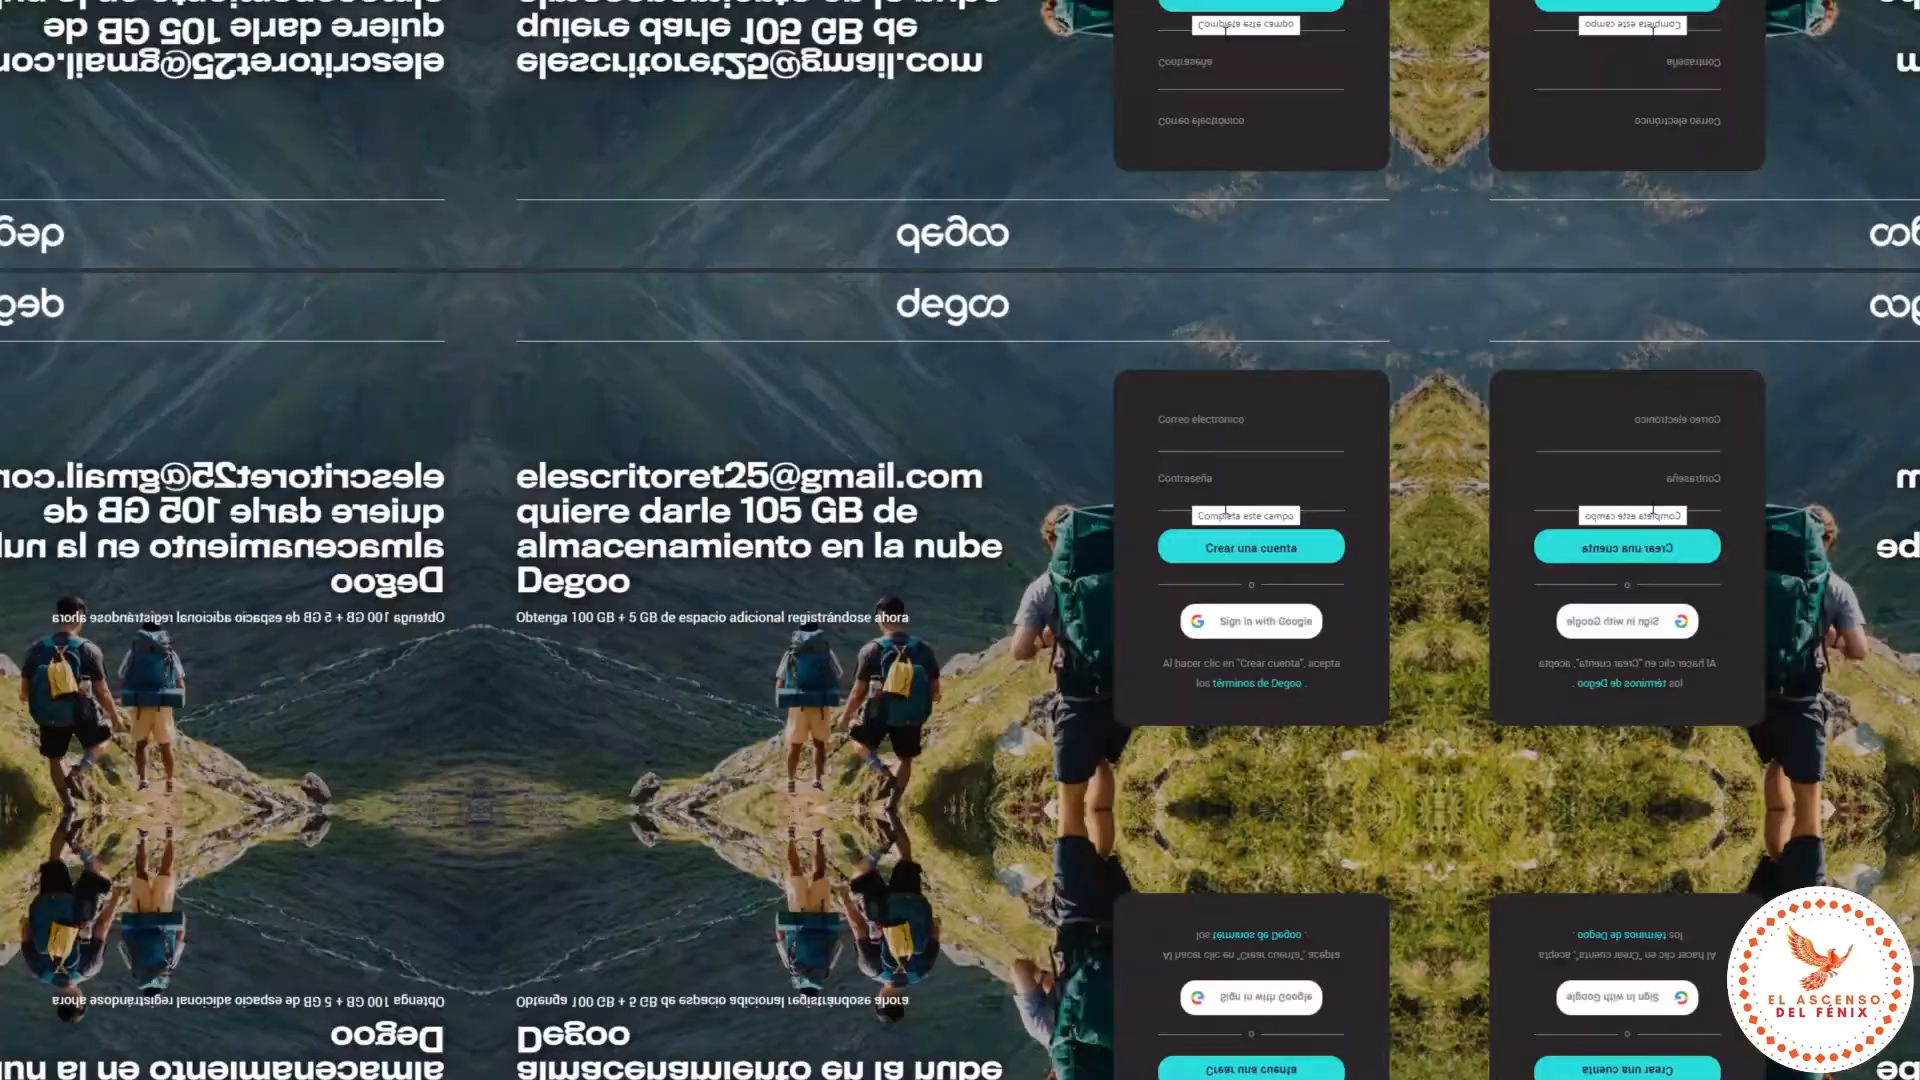 degoo
elescritoret25@gmail.com
quiere darle 105 GB de
almacenamiento en la nube
Degoo
Obtenga 100 GB + 5 GB de espacio adicional registrándose ahora
Correo electrónico
Contraseña
Completa este campo
Crear una cuenta
o
Sign in with Google
Al hacer clic en "Crear cuenta", acepta
los términos de Degoo .
EL ASCENSO
DEL FÉNIX